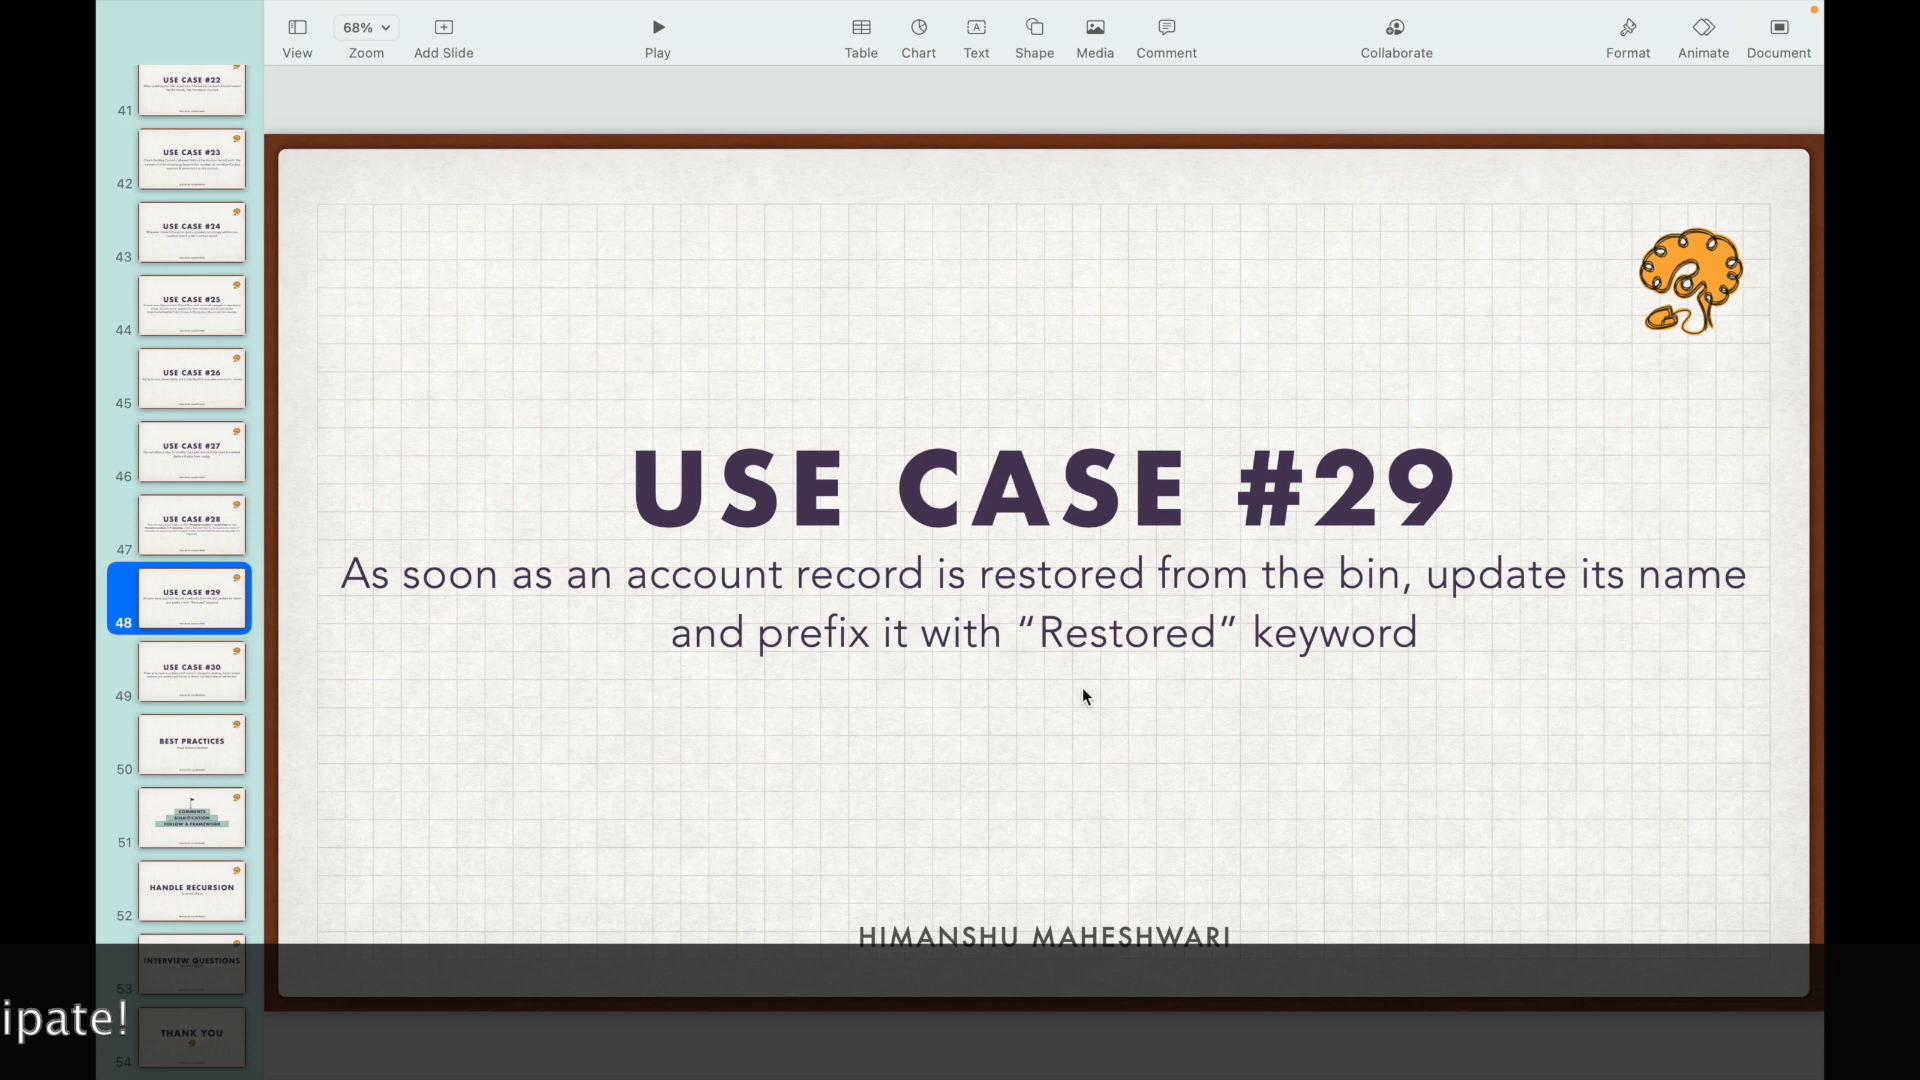 68%
View
Zoom
Add Slide
Play
Table
Chart
Text
Shape
Media
Comment
Collaborate
Format
Animate
Document
USE CASE #22
41
USE CASE #23
42
USE CASE #24
43
USE CASE #25
44
USE CASE #26
45
USE CASE #27
46
USE CASE #28
47
USE CASE #29
48
USE CASE #30
49
BEST PRACTICES
50
COMMENTS
BULKIFICATION
FOLLOW A FRAMEWORK
51
HANDLE RECURSION
52
INTERVIEW QUESTIONS
53
THANK YOU
54
USE CASE #29
As soon as an account record is restored from the bin, update its name
and prefix it with “Restored” keyword
HIMANSHU MAHESHWARI
ipate!